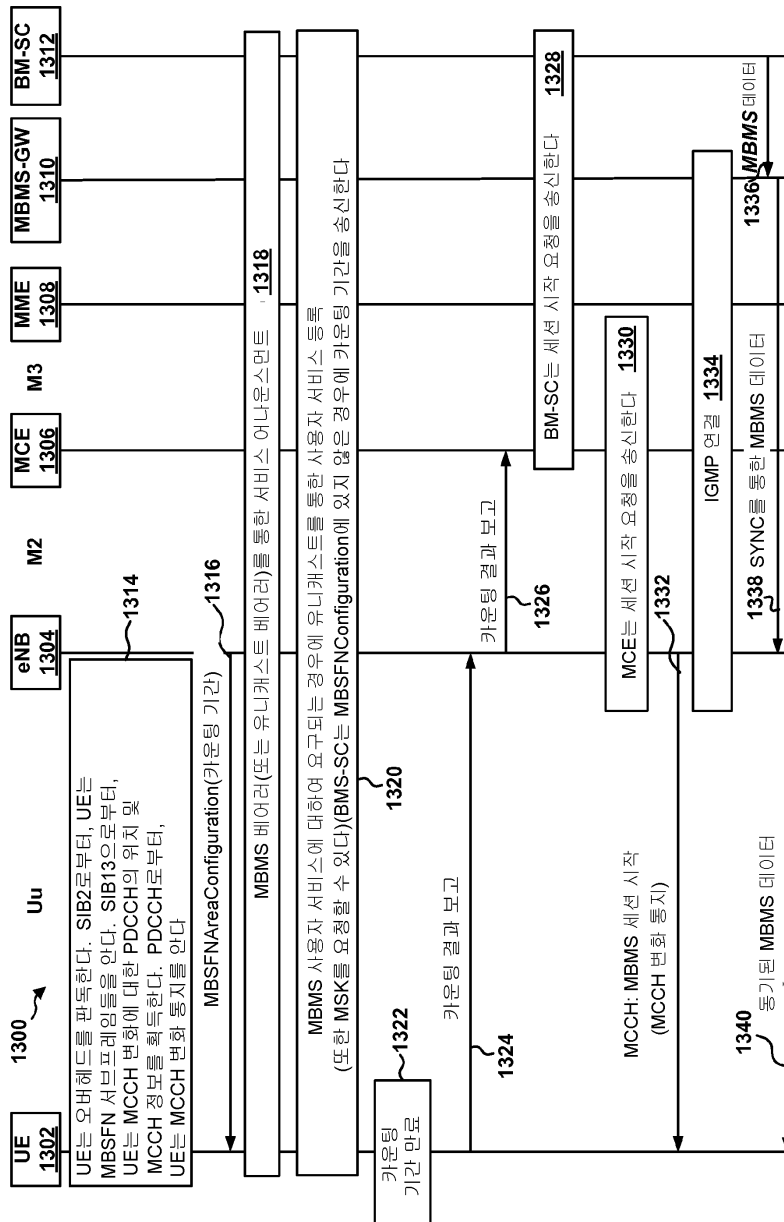 1300
UE
1302
Uu
eNB
1304
M2
MCE
1306
M3
MME
1308
MBMS-GW
1310
BM-SC
1312
UE는 오버헤드를 판독한다. SIB2로부터, UE는
MBSFN 서브프레임들을 안다. SIB13으로부터,
UE는 MCCH 변화에 대한 PDCCH의 위치 및
MCCH 정보를 획득한다. PDCCH로부터,
UE는 MCCH 변화 통지를 안다
1314
MBSFNAreaConfiguration(카운팅 기간)
1316
MBMS 베어러(또는 유니캐스트 베어러)를 통한 서비스 어나운스먼트
1318
MBMS 사용자 서비스에 대하여 요구되는 경우에 유니캐스트를 통한 사용자 서비스 등록
(또한 MSK를 요청할 수 있다)(BMS-SC는 MBSFNConfiguration에 있지 않은 경우에 카운팅 기간을 송신한다
1320
카운팅
기간 만료
1322
카운팅 결과 보고
1324
카운팅 결과 보고
1326
BM-SC는 세션 시작 요청을 송신한다
1328
MCE는 세션 시작 요청을 송신한다
1330
MCCH: MBMS 세션 시작
(MCCH 변화 통지)
1332
IGMP 연결
1334
1336
MBMS 데이터
1338
SYNC를 통한 MBMS 데이터
1340
동기된 MBMS 데이터